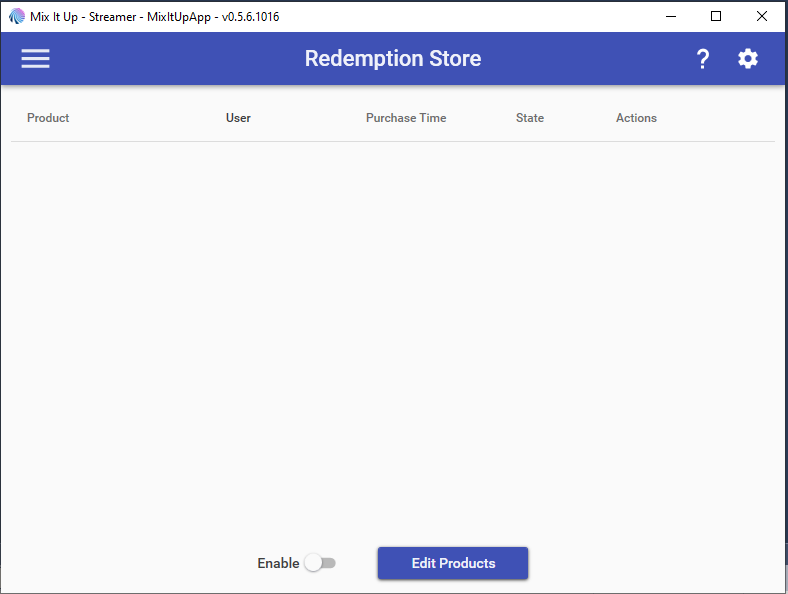 Mix It Up - Streamer - MixItUpApp - v0.5.6.1016
Redemption Store ?
Product User Purchase Time State Actions
Enable Edit Products